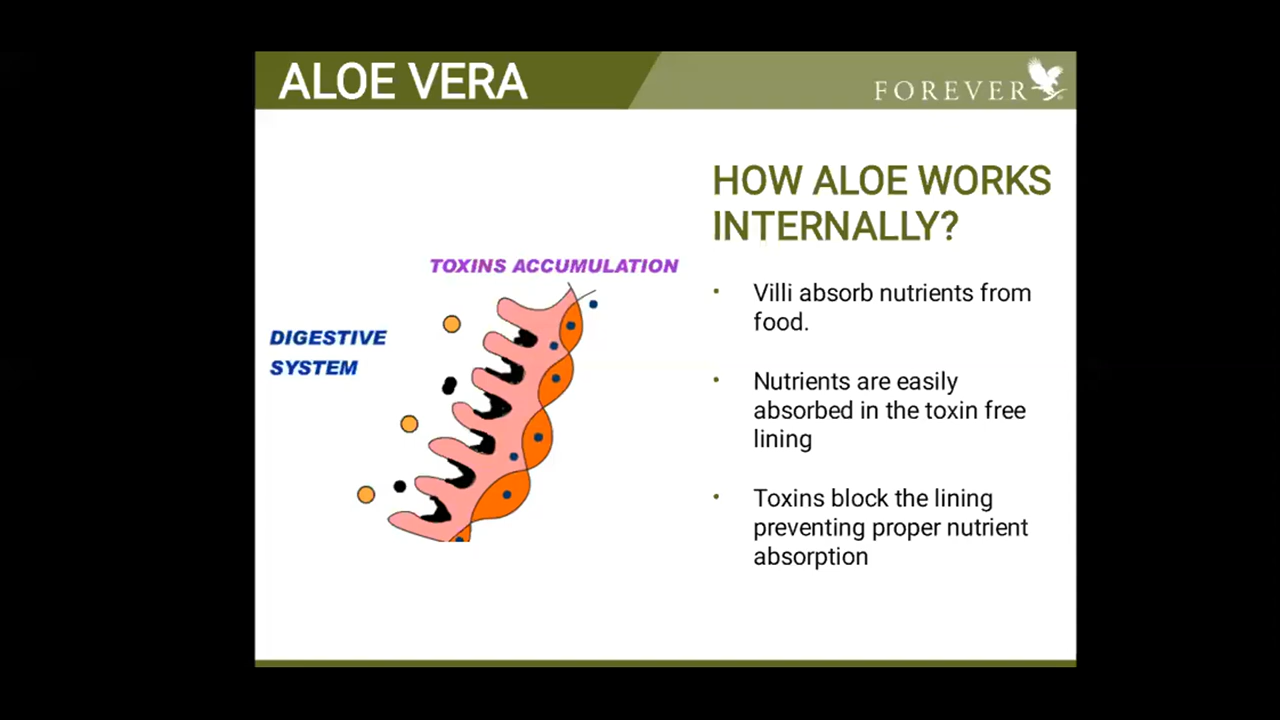 ALOE VERA
FOREVER
HOW ALOE WORKS
INTERNALLY?
TOXINS ACCUMULATION
DIGESTIVE
SYSTEM
• Villi absorb nutrients from
food.
• Nutrients are easily
absorbed in the toxin free
lining
• Toxins block the lining
preventing proper nutrient
absorption